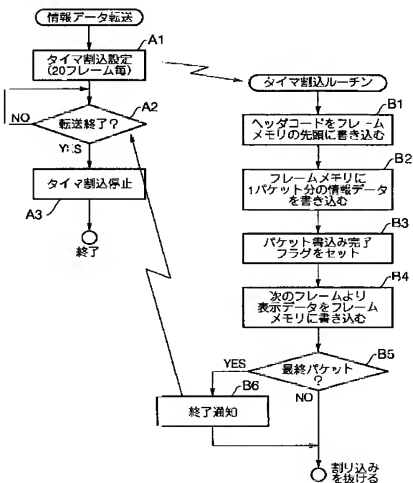 情報データ転送
A1
タイマ割込設定
(20フレーム毎)
A2
転送終了?
NO
YES
タイマ割込停止
A3
終了
タイマ割込ルーチン
B1
ヘッダコードをフレーム
メモリの先頭に書き込む
B2
フレームメモリに
1パケット分の情報データ
を書き込む
B3
パケット書込み完了
フラグをセット
B4
次のフレームより
表示データをフレーム
メモリに書き込む
B5
最終パケット
?
YES
NO
B6
終了通知
割り込み
を抜ける